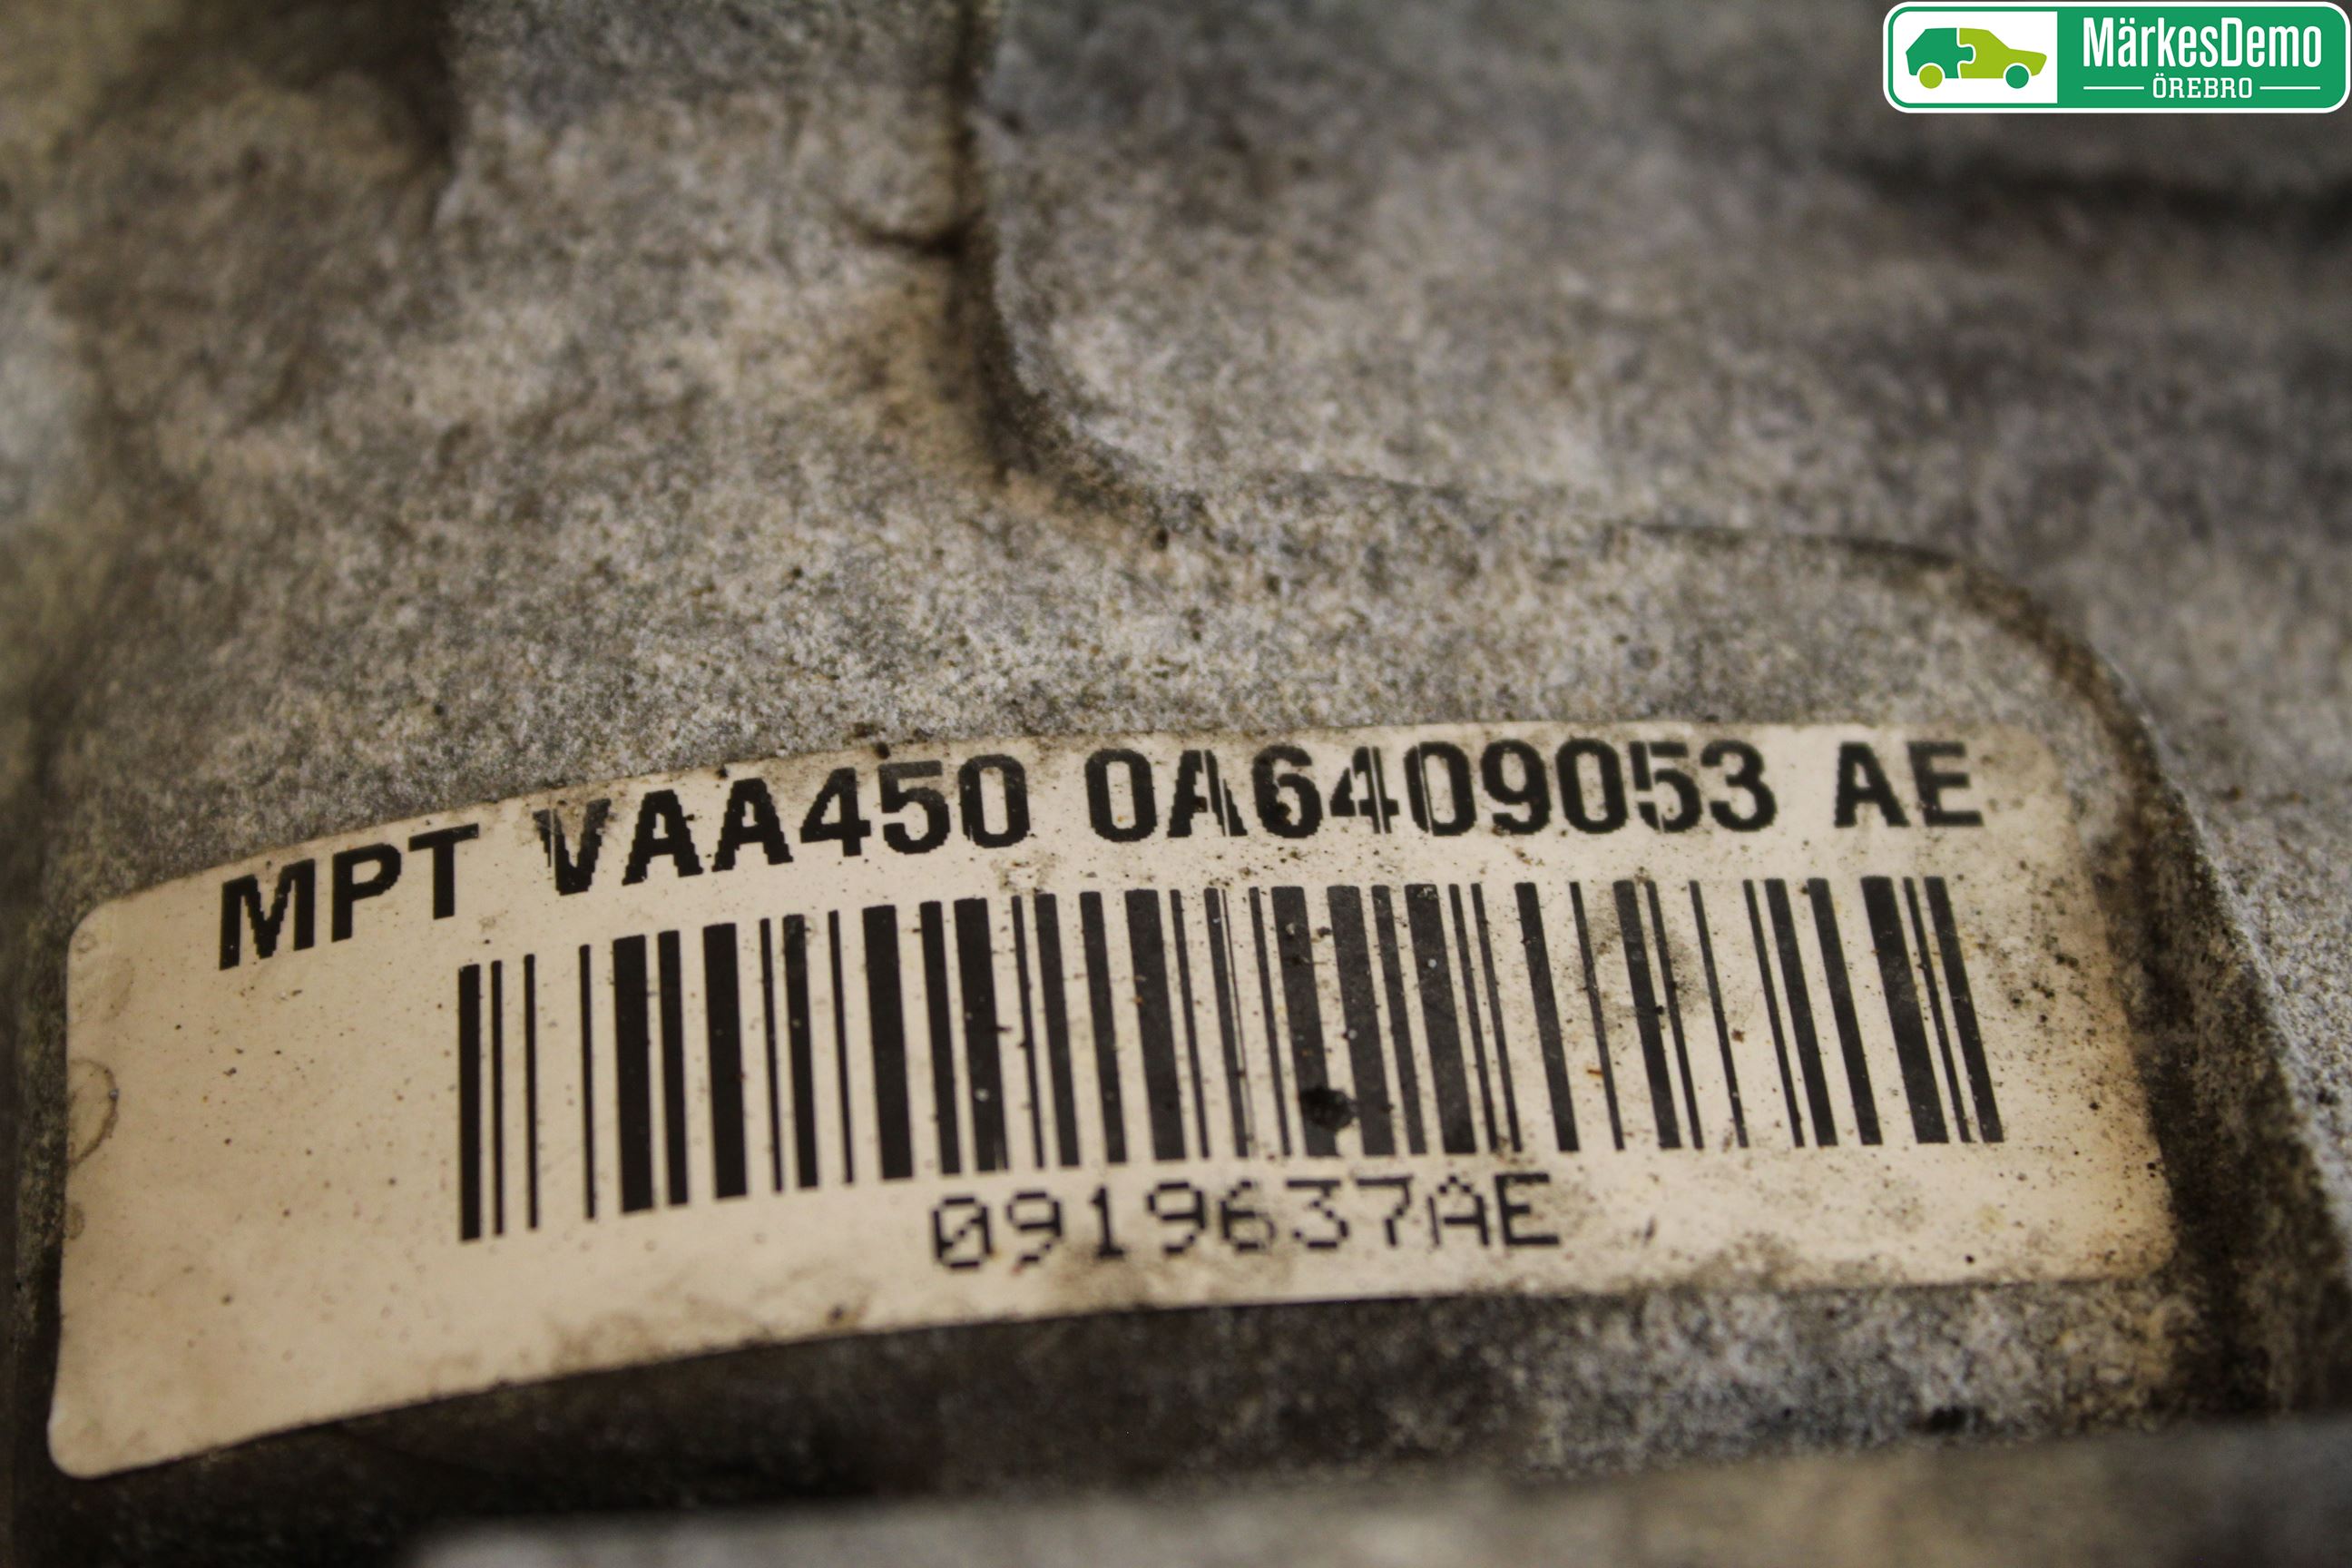 MärkesDemo
ÖREBRO
MPT VAA450 0A6409053 AE
0919637AE